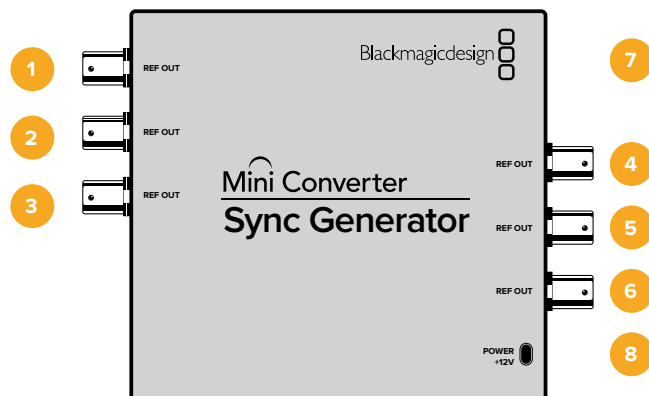 1
REF OUT
Blackmagicdesign
7
2
REF OUT
REF OUT
4
3
REF OUT
Mini Converter
Sync Generator
REF OUT
5
REF OUT
6
POWER
+12V
8